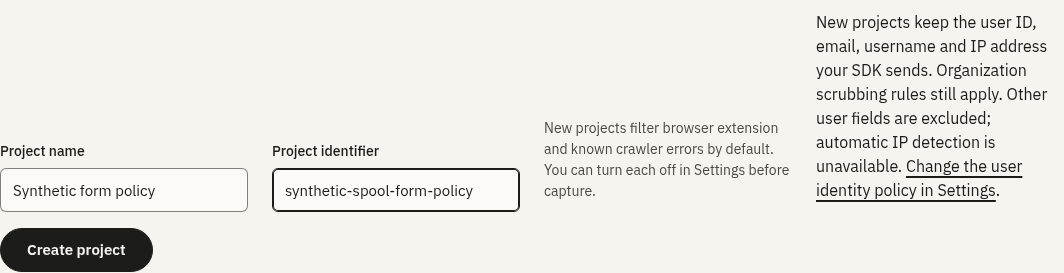 Project name
Synthetic form policy
Project identifier
synthetic-spool-form-policy
New projects filter browser extension
and known crawler errors by default.
You can turn each off in Settings before
capture.
New projects keep the user ID,
email, username and IP address
your SDK sends. Organization
scrubbing rules still apply. Other
user fields are excluded;
automatic IP detection is
unavailable. Change the user
identity policy in Settings.
Create project